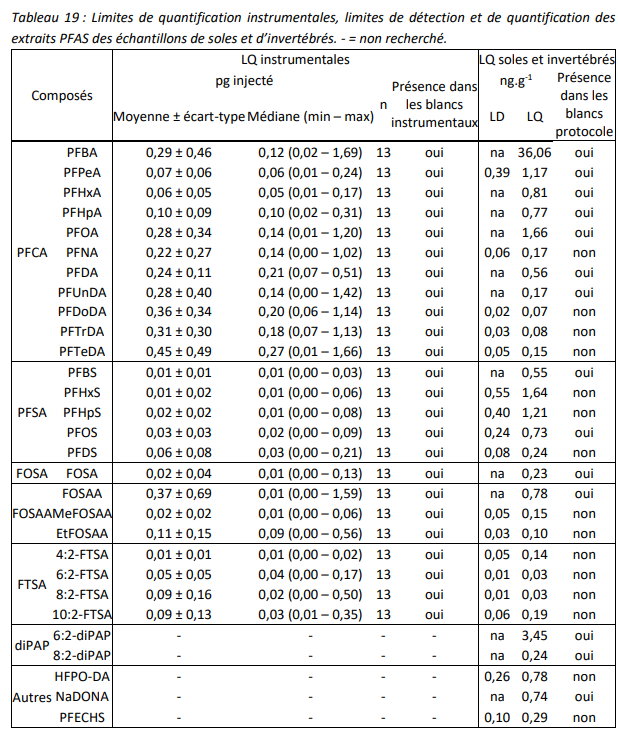 Tableau 19 : Limites de quantification instrumentales, limites de détection et de quantification des
extraits PFAS des échantillons de soles et d'invertébrés. - = non recherché.
Composés LQ instrumentales LQ soles et invertébrés
pg injecté n Présence dans les blancs instrumentaux ng.g⁻¹ Présence dans les blancs protocole
Moyenne ± écart-type Médiane (min – max) LD LQ
PFCA
PFBA 0,29 ± 0,46 0,12 (0,02 – 1,69) 13 oui na 36,06 oui
PFPeA 0,07 ± 0,06 0,06 (0,01 – 0,24) 13 oui 0,39 1,17 oui
PFHxA 0,06 ± 0,05 0,05 (0,01 – 0,17) 13 oui na 0,81 oui
PFHpA 0,10 ± 0,09 0,10 (0,02 – 0,31) 13 oui na 0,77 oui
PFOA 0,28 ± 0,34 0,14 (0,01 – 1,20) 13 oui na 1,66 oui
PFNA 0,22 ± 0,27 0,14 (0,00 – 1,02) 13 oui 0,06 0,17 non
PFDA 0,24 ± 0,11 0,21 (0,07 – 0,51) 13 oui na 0,56 oui
PFUnDA 0,28 ± 0,40 0,14 (0,00 – 1,42) 13 oui na 0,17 oui
PFDoDA 0,36 ± 0,34 0,20 (0,06 – 1,14) 13 oui 0,02 0,07 non
PFTrDA 0,31 ± 0,30 0,18 (0,07 – 1,13) 13 oui 0,03 0,08 non
PFTeDA 0,45 ± 0,49 0,27 (0,01 – 1,66) 13 oui 0,05 0,15 non
PFSA
PFBS 0,01 ± 0,01 0,01 (0,00 – 0,03) 13 oui na 0,55 oui
PFHxS 0,01 ± 0,02 0,01 (0,00 – 0,06) 13 oui 0,55 1,64 non
PFHpS 0,02 ± 0,02 0,01 (0,00 – 0,08) 13 oui 0,40 1,21 non
PFOS 0,03 ± 0,03 0,02 (0,00 – 0,09) 13 oui 0,24 0,73 oui
PFDS 0,06 ± 0,08 0,03 (0,00 – 0,21) 13 oui 0,08 0,24 non
FOSA FOSA 0,02 ± 0,04 0,01 (0,00 – 0,13) 13 oui na 0,23 oui
FOSAA
FOSAA 0,37 ± 0,69 0,01 (0,00 – 1,59) 13 oui na 0,78 oui
MeFOSAA 0,02 ± 0,02 0,01 (0,00 – 0,06) 13 oui 0,05 0,15 non
EtFOSAA 0,11 ± 0,15 0,09 (0,00 – 0,56) 13 oui 0,03 0,10 non
FTSA
4:2-FTSA 0,01 ± 0,01 0,01 (0,00 – 0,02) 13 oui 0,05 0,14 non
6:2-FTSA 0,05 ± 0,05 0,04 (0,00 – 0,17) 13 oui 0,01 0,03 non
8:2-FTSA 0,09 ± 0,16 0,02 (0,00 – 0,50) 13 oui 0,01 0,03 non
10:2-FTSA 0,09 ± 0,13 0,03 (0,01 – 0,35) 13 oui 0,06 0,19 non
diPAP
6:2-diPAP - - - - na 3,45 oui
8:2-diPAP - - - - na 0,24 oui
Autres
HFPO-DA - - - - 0,26 0,78 non
NaDONA - - - - na 0,74 oui
PFECHS - - - - 0,10 0,29 non